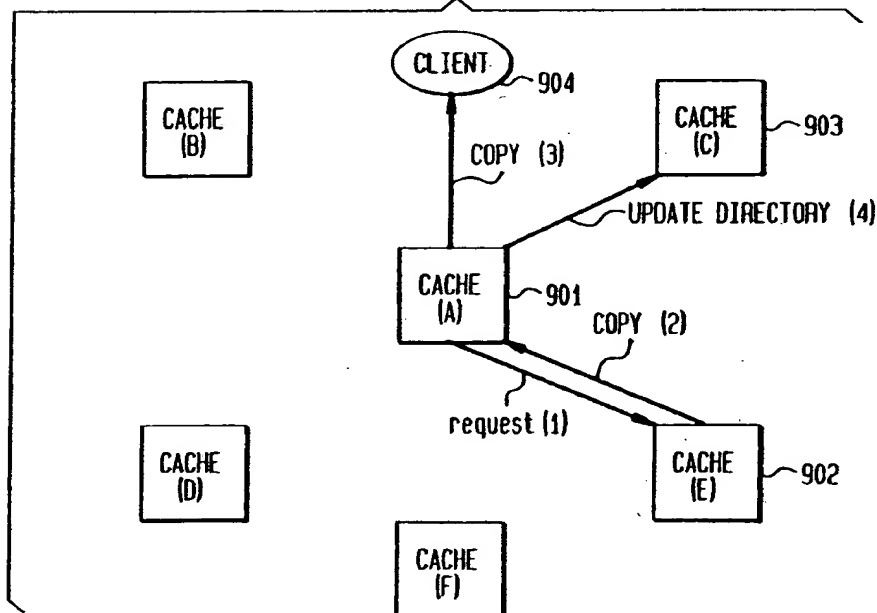 CLIENT
904
CACHE
(B)
CACHE
(C)
903
COPY (3)
UPDATE DIRECTORY (4)
CACHE
(A)
901
COPY (2)
request (1)
CACHE
(D)
CACHE
(E)
902
CACHE
(F)